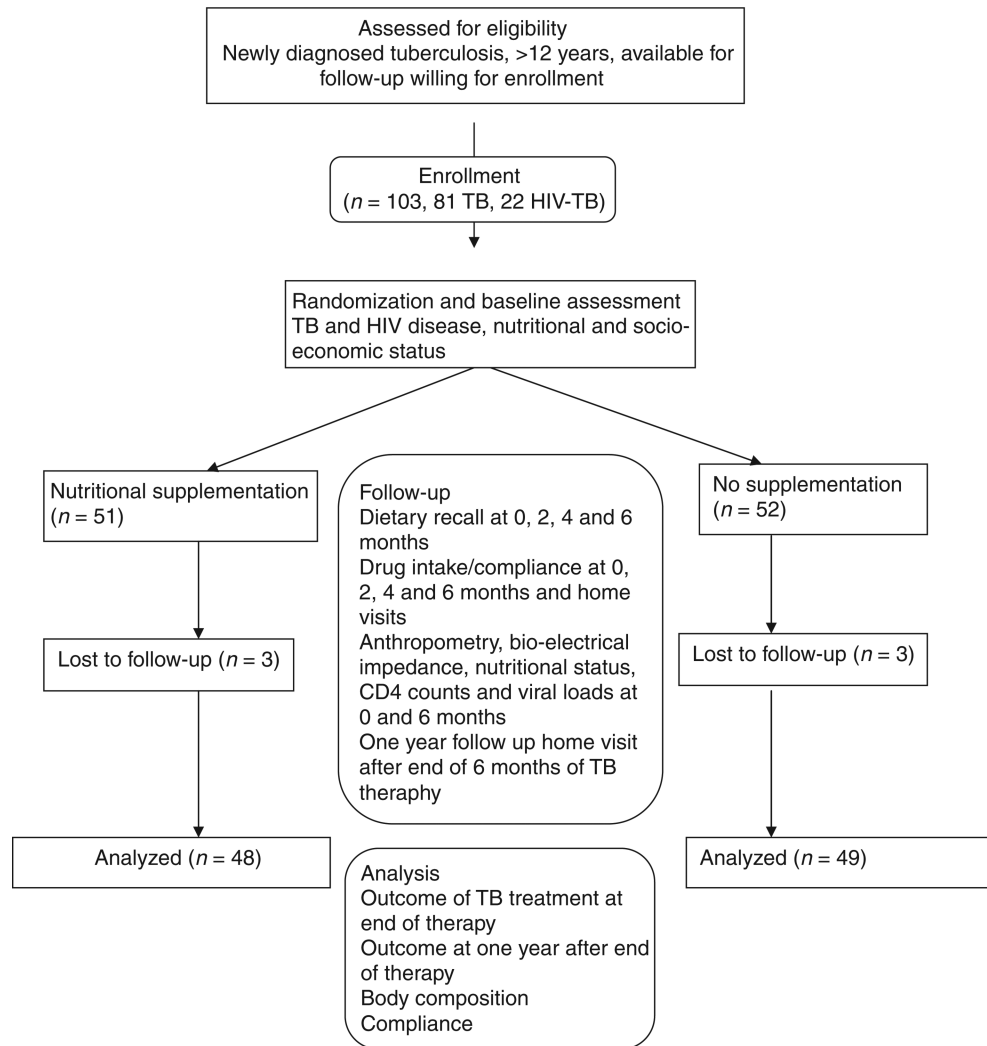 Assessed for eligibility
Newly diagnosed tuberculosis, >12 years, available for
follow-up willing for enrollment
Enrollment
(n = 103, 81 TB, 22 HIV-TB)
Randomization and baseline assessment
TB and HIV disease, nutritional and socio-
economic status
Nutritional supplementation
(n = 51)
No supplementation
(n = 52)
Follow-up
Dietary recall at 0, 2, 4 and 6
months
Drug intake/compliance at 0,
2, 4 and 6 months and home
visits
Anthropometry, bio-electrical
impedance, nutritional status,
CD4 counts and viral loads at
0 and 6 months
One year follow up home visit
after end of 6 months of TB
theraphy
Lost to follow-up (n = 3)
Lost to follow-up (n = 3)
Analyzed (n = 48)
Analyzed (n = 49)
Analysis
Outcome of TB treatment at
end of therapy
Outcome at one year after end
of therapy
Body composition
Compliance